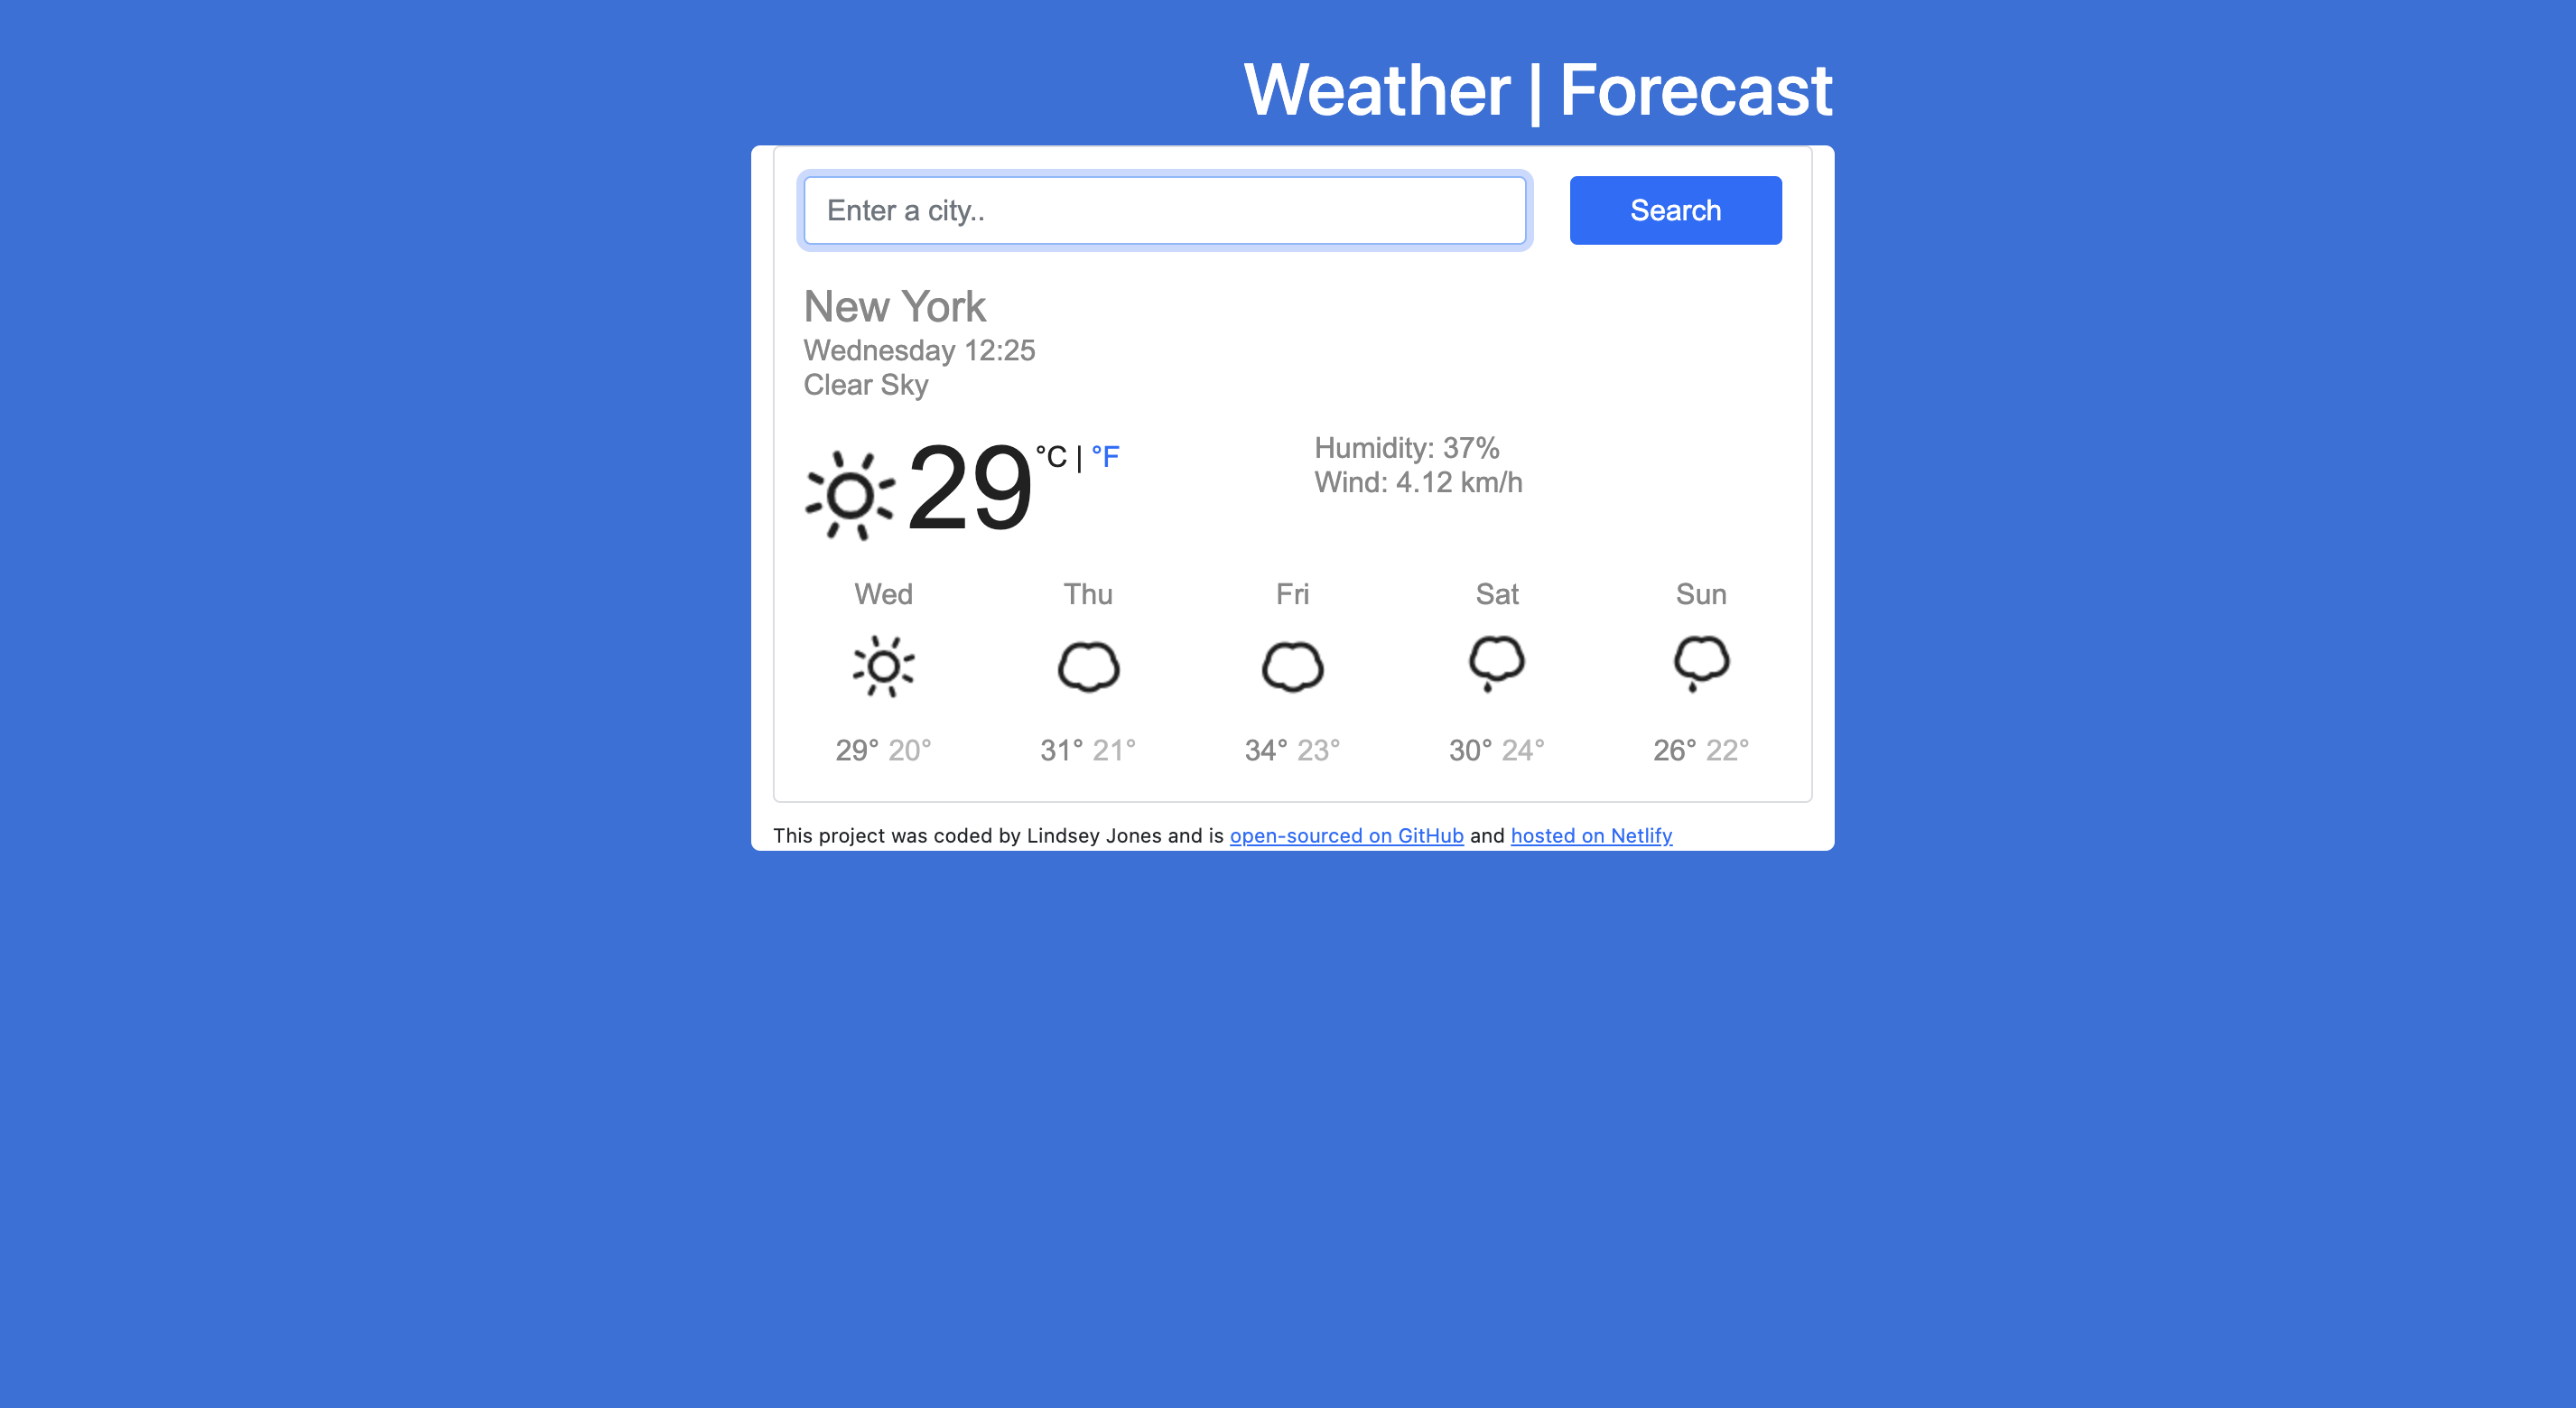 Weather | Forecast
Enter a city..
Search
New York
Wednesday 12:25
Clear Sky
29 °C | °F
Humidity: 37%
Wind: 4.12 km/h
Wed Thu Fri Sat Sun
29° 20° 31° 21° 34° 23° 30° 24° 26° 22°
This project was coded by Lindsey Jones and is open-sourced on GitHub and hosted on Netlify